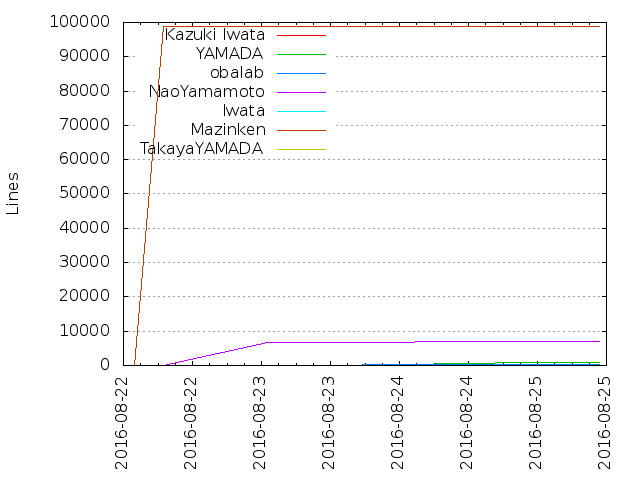 100000
90000
80000
70000
60000
50000
40000
30000
20000
10000
0
Lines
Kazuki Iwata
YAMADA
obalab
NaoYamamoto
Iwata
Mazinken
TakayaYAMADA
2016-08-22
2016-08-22
2016-08-23
2016-08-23
2016-08-24
2016-08-24
2016-08-25
2016-08-25